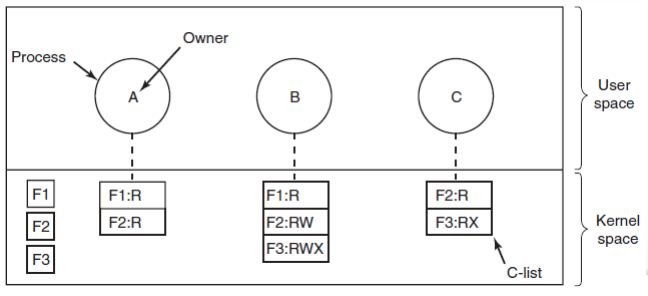 Owner
Process
A
B
C
User
space
F1
F2
F3
F1:R
F2:R
F1:R
F2:RW
F3:RWX
F2:R
F3:RX
Kernel
space
C-list